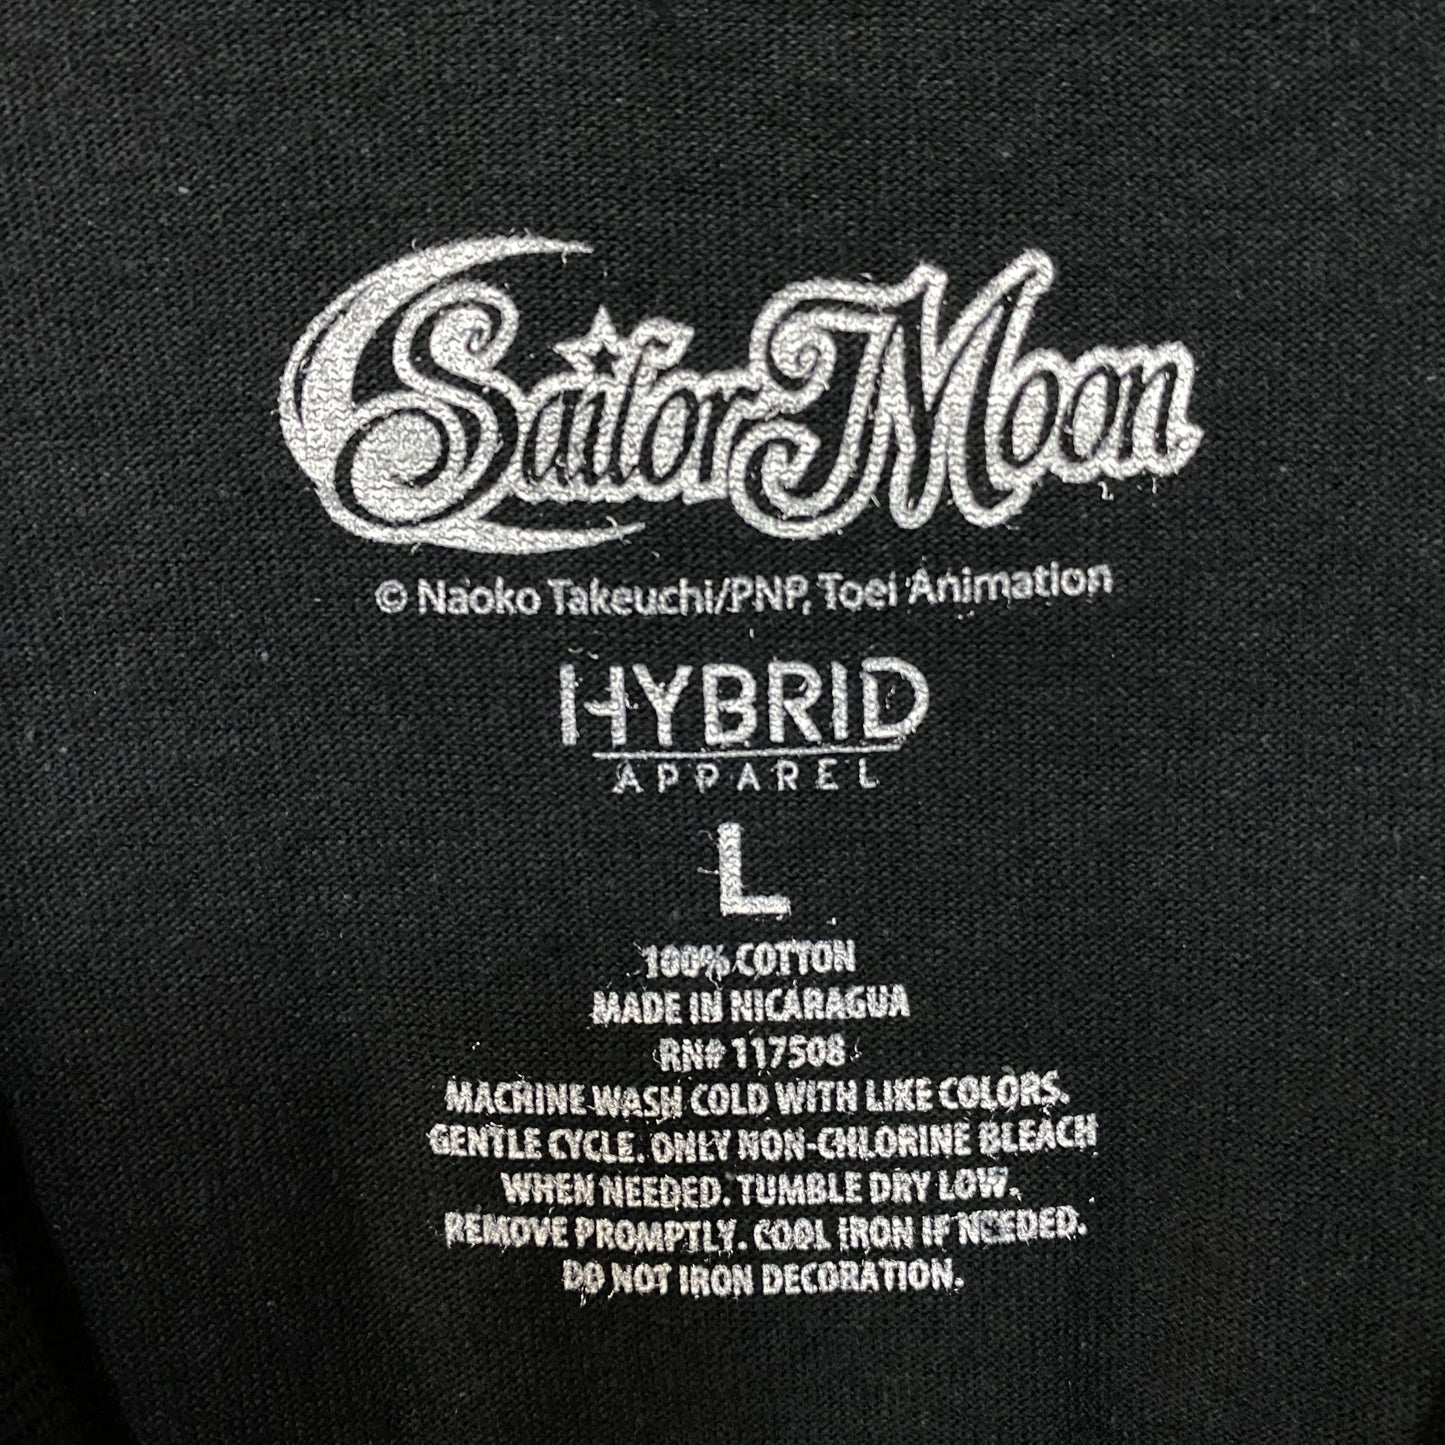 Sailor Moon
© Naoko Takeuchi/PNP, Toei Animation
HYBRID
APPAREL
L
100% COTTON
MADE IN NICARAGUA
RN# 117508
MACHINE WASH COLD WITH LIKE COLORS.
GENTLE CYCLE. ONLY NON-CHLORINE BLEACH
WHEN NEEDED. TUMBLE DRY LOW.
REMOVE PROMPTLY. COOL IRON IF NEEDED.
DO NOT IRON DECORATION.